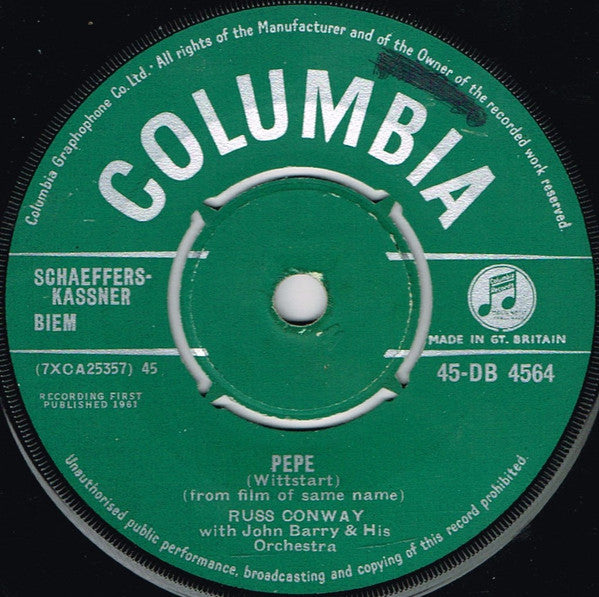 Columbia Graphophone Co. Ltd. · All rights of the Manufacturer and of the Owner of the recorded work reserved.
COLUMBIA
SCHAEFFERS-
KASSNER
BIEM
Columbia
Records
MADE IN GT. BRITAIN
(7XCA25357) 45
45-DB 4564
RECORDING FIRST
PUBLISHED 1961
PEPE
(Wittstart)
(from film of same name)
RUSS CONWAY
with John Barry & His
Orchestra
Unauthorised public performance, broadcasting and copying of this record prohibited.